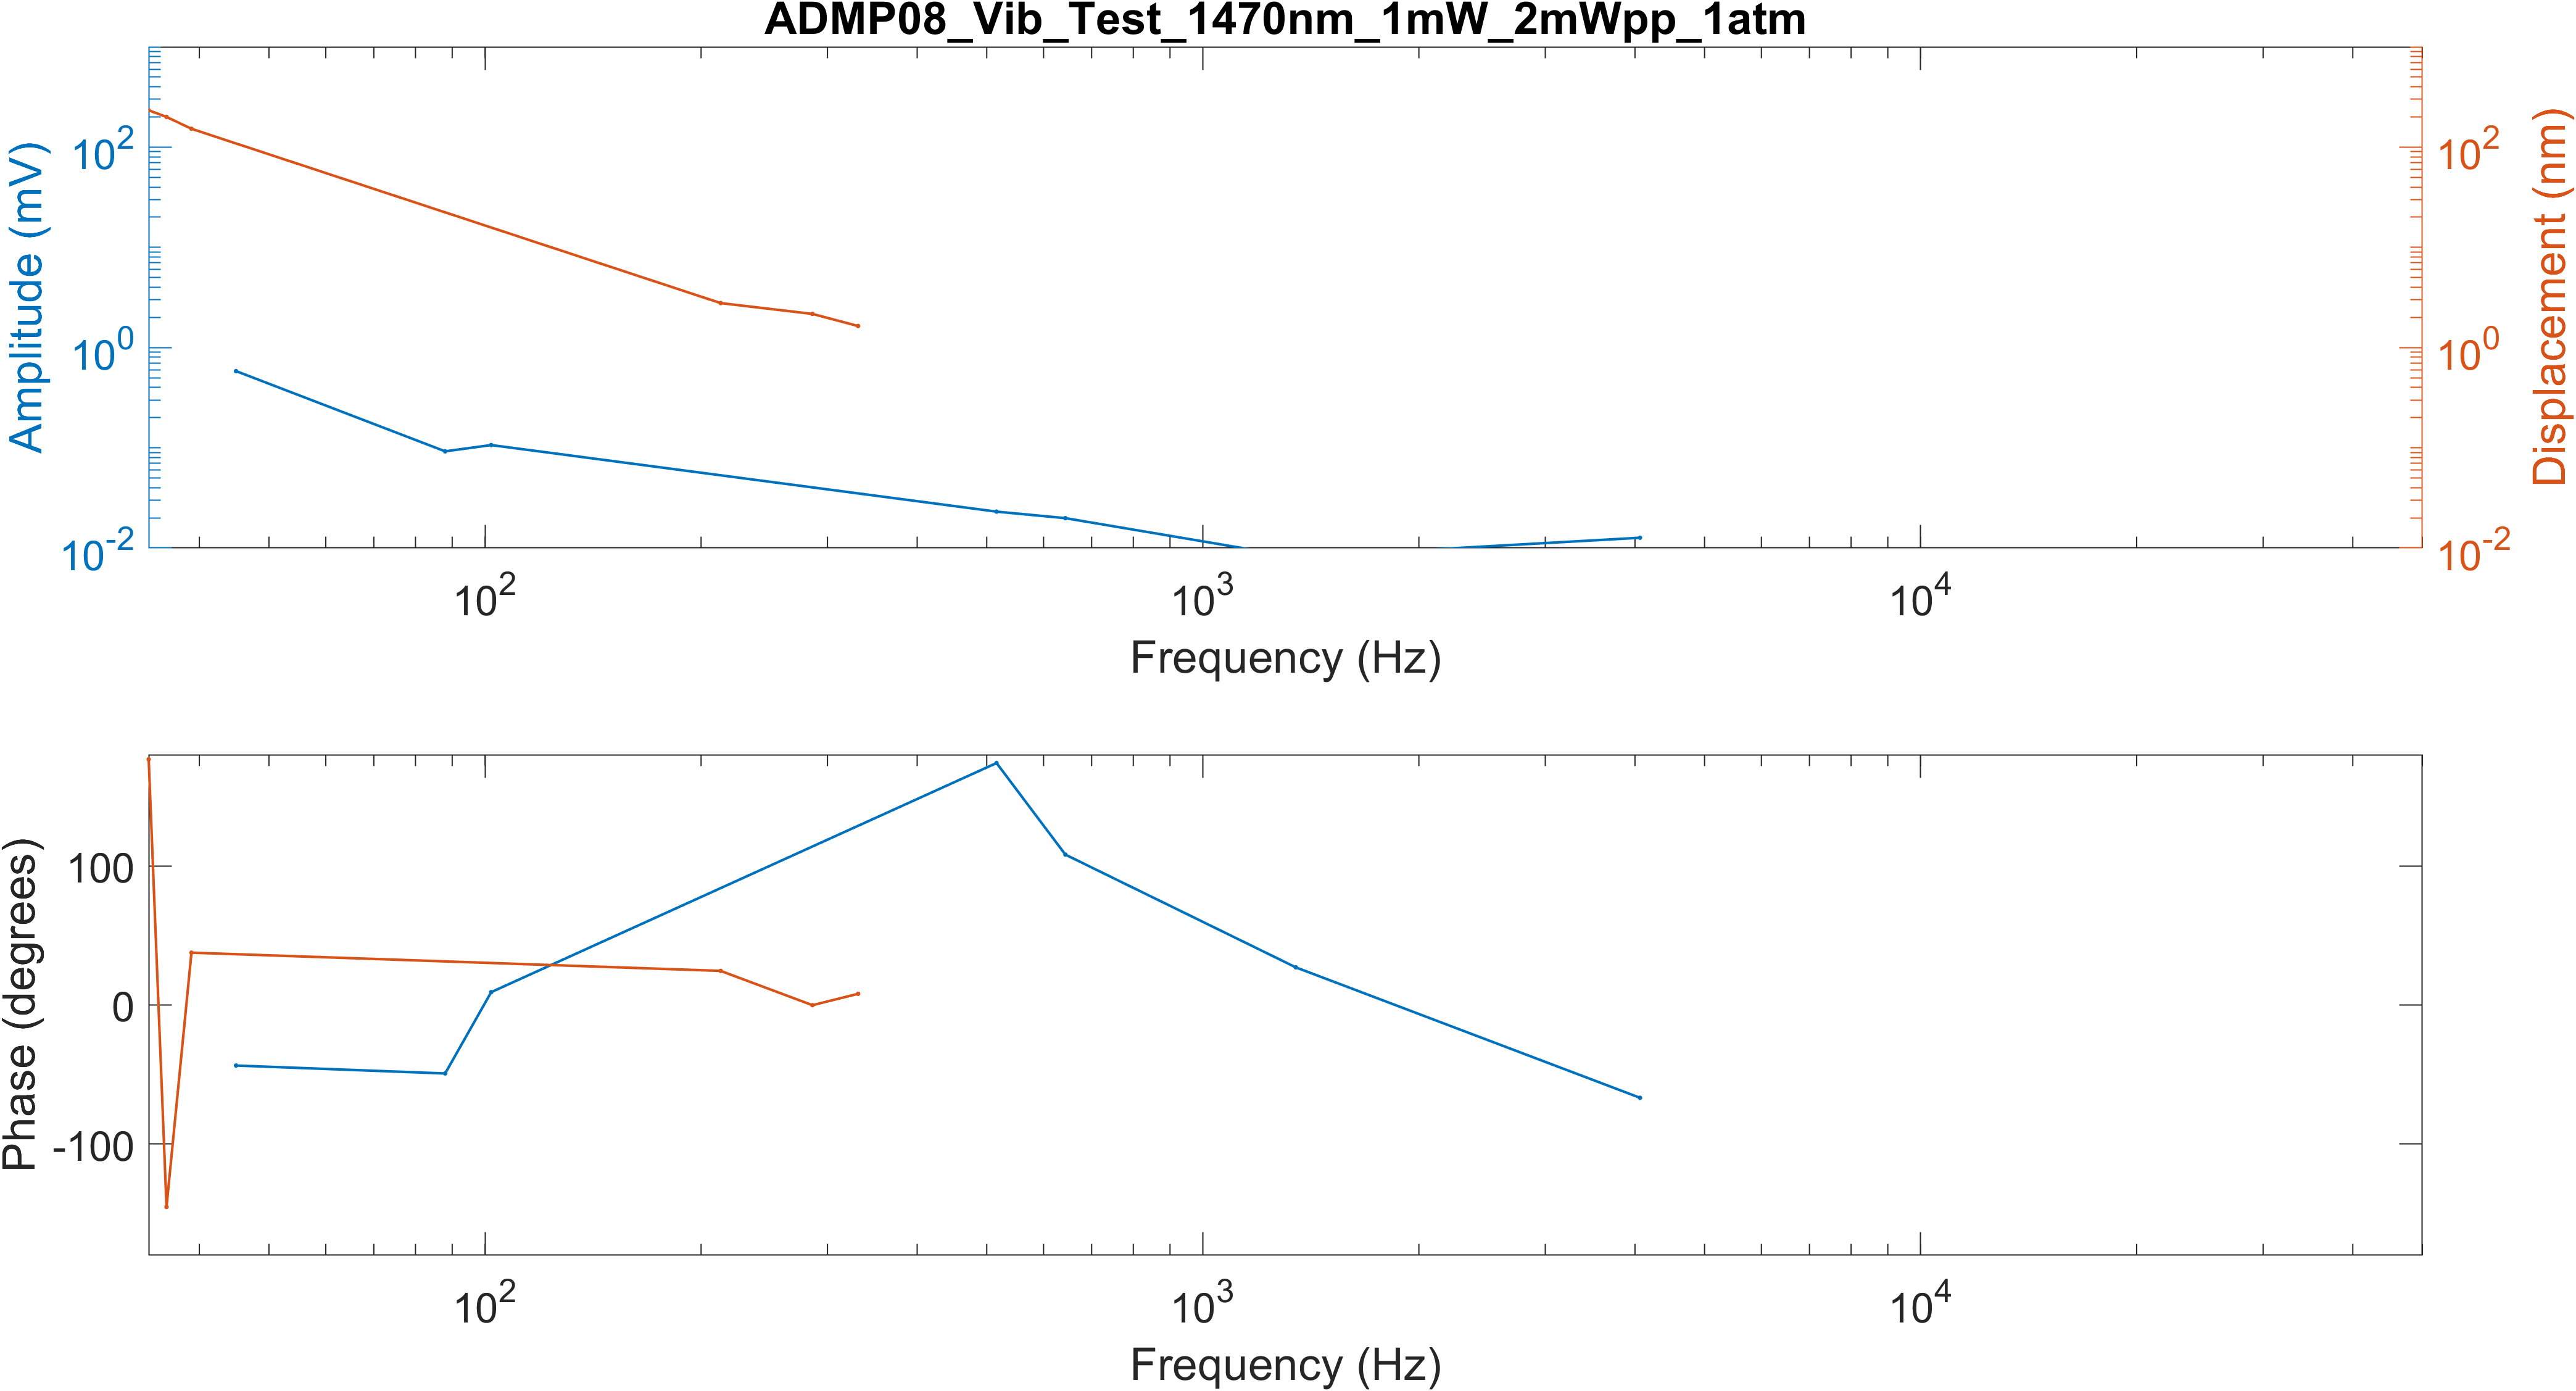 ADMP08_Vib_Test_1470nm_1mW_2mWpp_1atm
Amplitude (mV)
10^2
10^0
10^-2
Displacement (nm)
10^2
10^0
10^-2
10^2
10^3
10^4
Frequency (Hz)
Phase (degrees)
100
0
-100
10^2
10^3
10^4
Frequency (Hz)